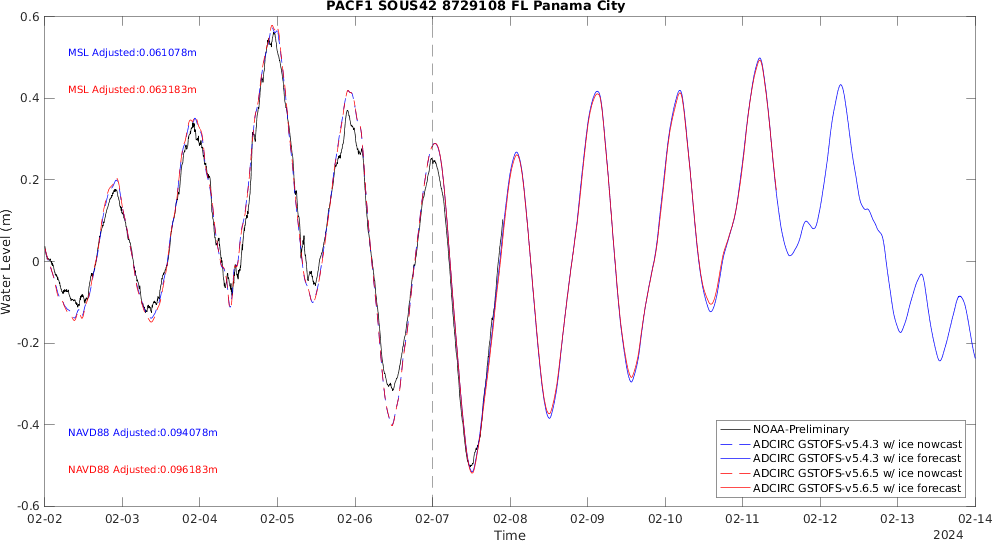 PACF1 SOUS42 8729108 FL Panama City
0.6
0.4
0.2
0
-0.2
-0.4
-0.6
Water Level (m)
MSL Adjusted:0.061078m
MSL Adjusted:0.063183m
NAVD88 Adjusted:0.094078m
NAVD88 Adjusted:0.096183m
NOAA-Preliminary
ADCIRC GSTOFS-v5.4.3 w/ ice nowcast
ADCIRC GSTOFS-v5.4.3 w/ ice forecast
ADCIRC GSTOFS-v5.6.5 w/ ice nowcast
ADCIRC GSTOFS-v5.6.5 w/ ice forecast
02-02 02-03 02-04 02-05 02-06 02-07 02-08 02-09 02-10 02-11 02-12 02-13 02-14
Time
2024